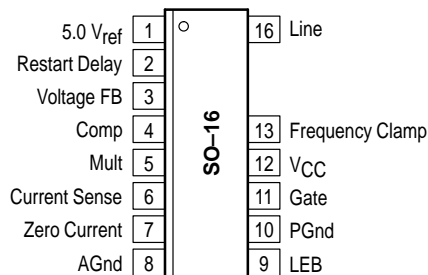 5.0 Vref 1 16 Line
Restart Delay 2
Voltage FB 3
Comp 4 13 Frequency Clamp
Mult 5 12 VCC
Current Sense 6 11 Gate
Zero Current 7 10 PGnd
AGnd 8 9 LEB
SO–16